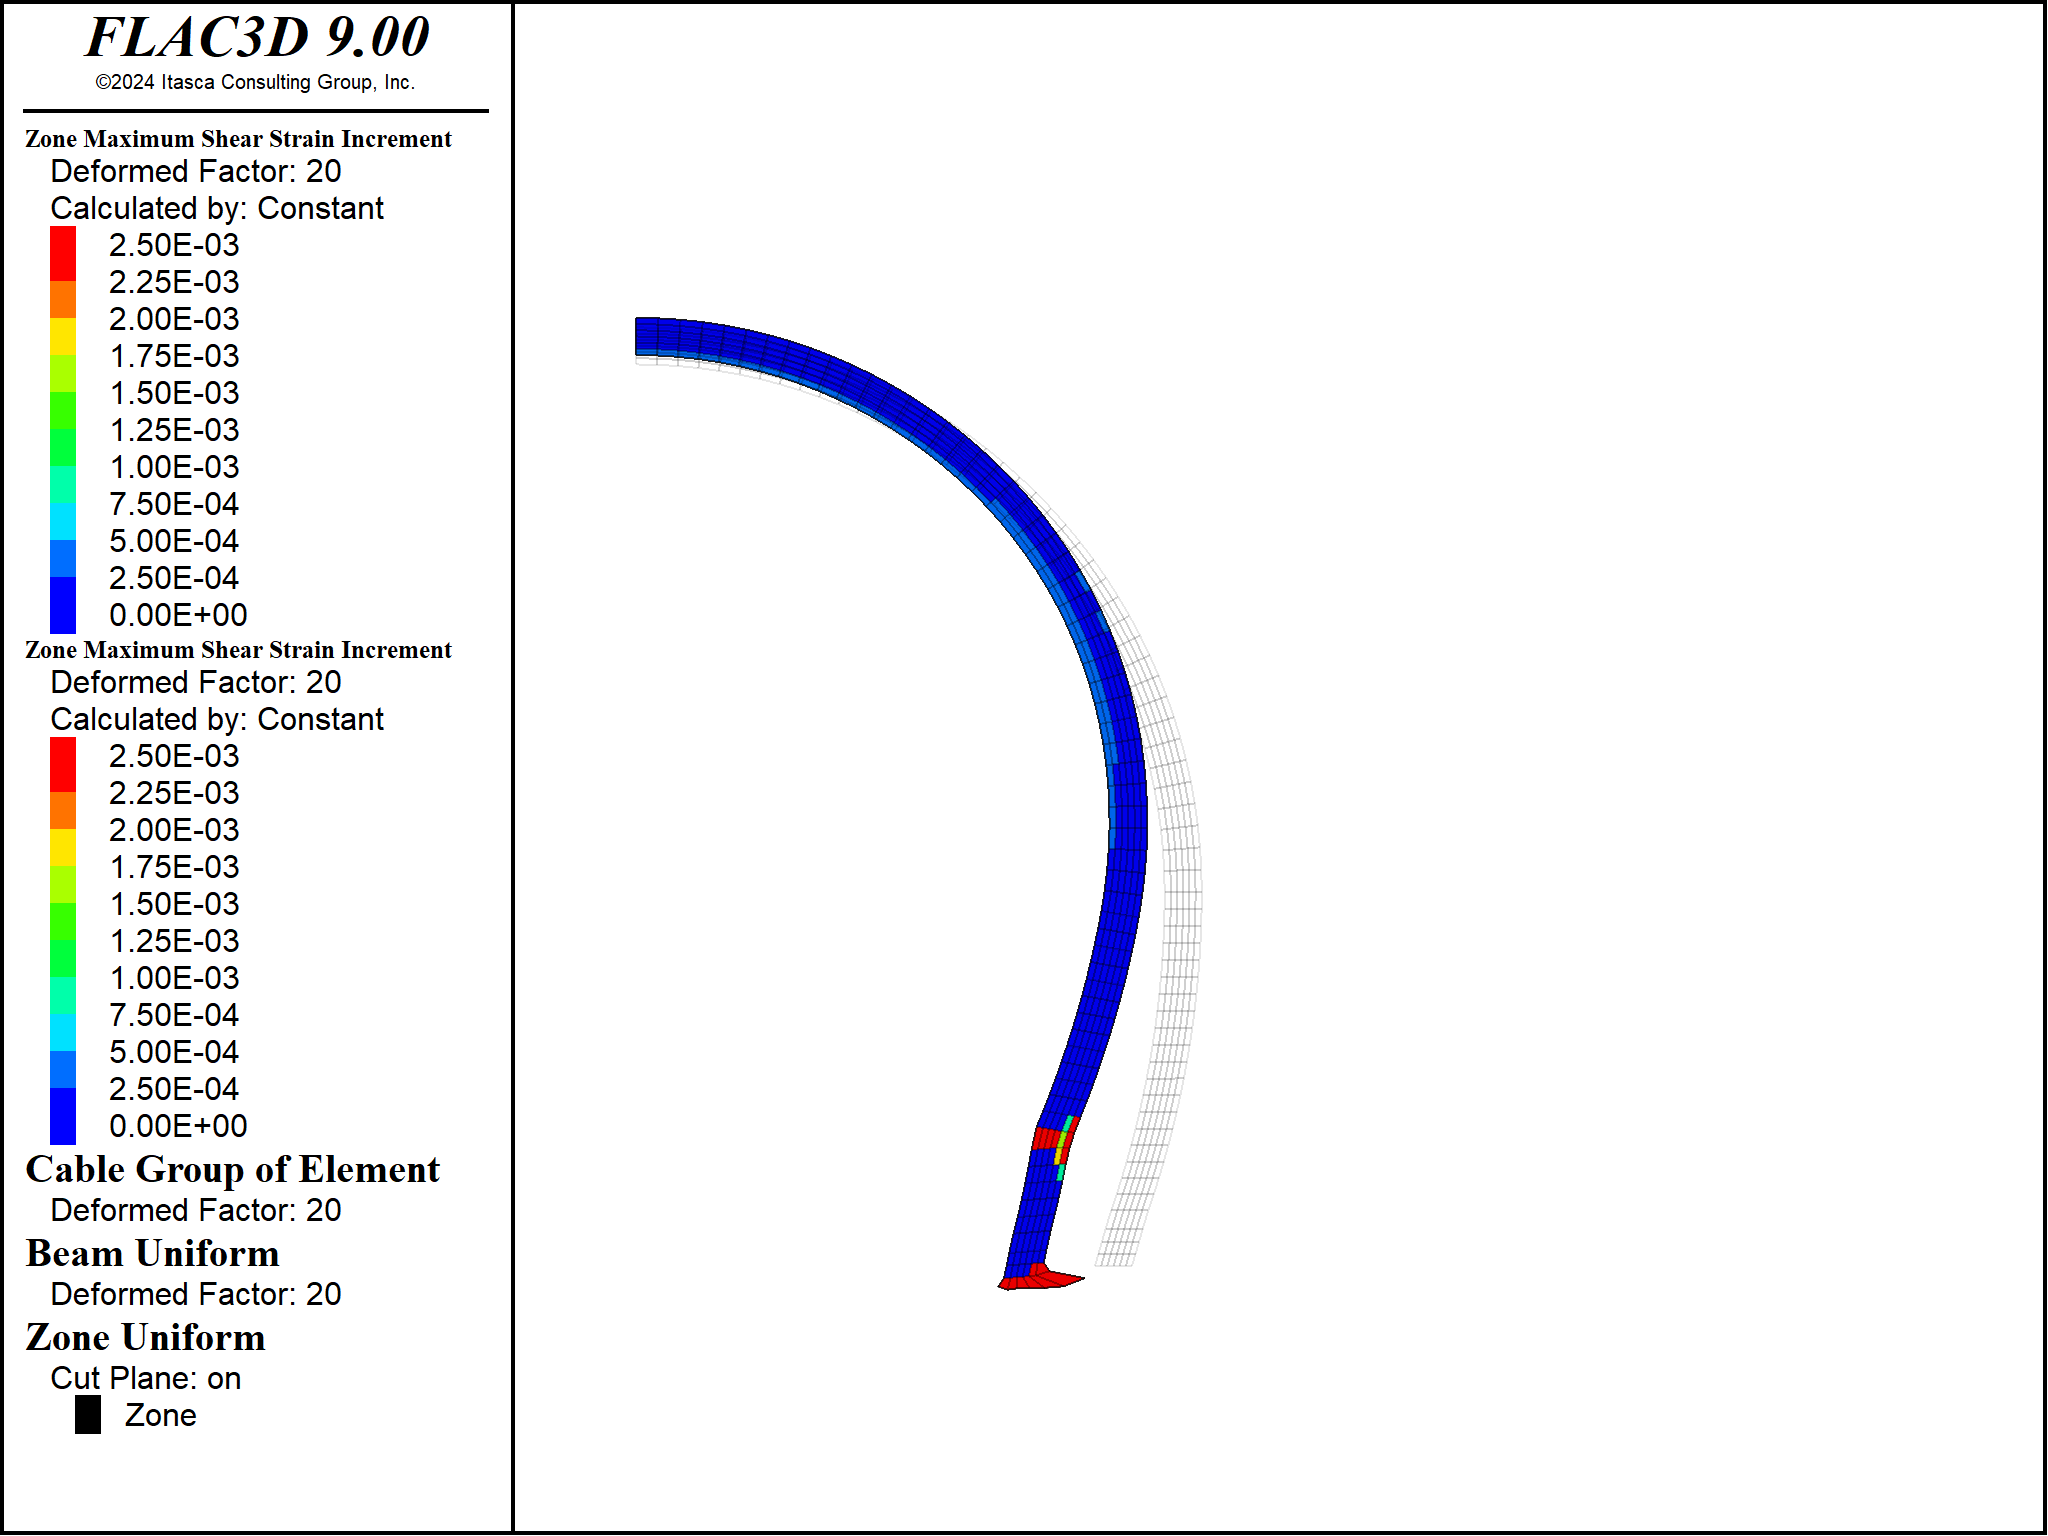 FLAC3D 9.00
©2024 Itasca Consulting Group, Inc.
Zone Maximum Shear Strain Increment
Deformed Factor: 20
Calculated by: Constant
2.50E-03
2.25E-03
2.00E-03
1.75E-03
1.50E-03
1.25E-03
1.00E-03
7.50E-04
5.00E-04
2.50E-04
0.00E+00
Zone Maximum Shear Strain Increment
Deformed Factor: 20
Calculated by: Constant
2.50E-03
2.25E-03
2.00E-03
1.75E-03
1.50E-03
1.25E-03
1.00E-03
7.50E-04
5.00E-04
2.50E-04
0.00E+00
Cable Group of Element
Deformed Factor: 20
Beam Uniform
Deformed Factor: 20
Zone Uniform
Cut Plane: on
Zone